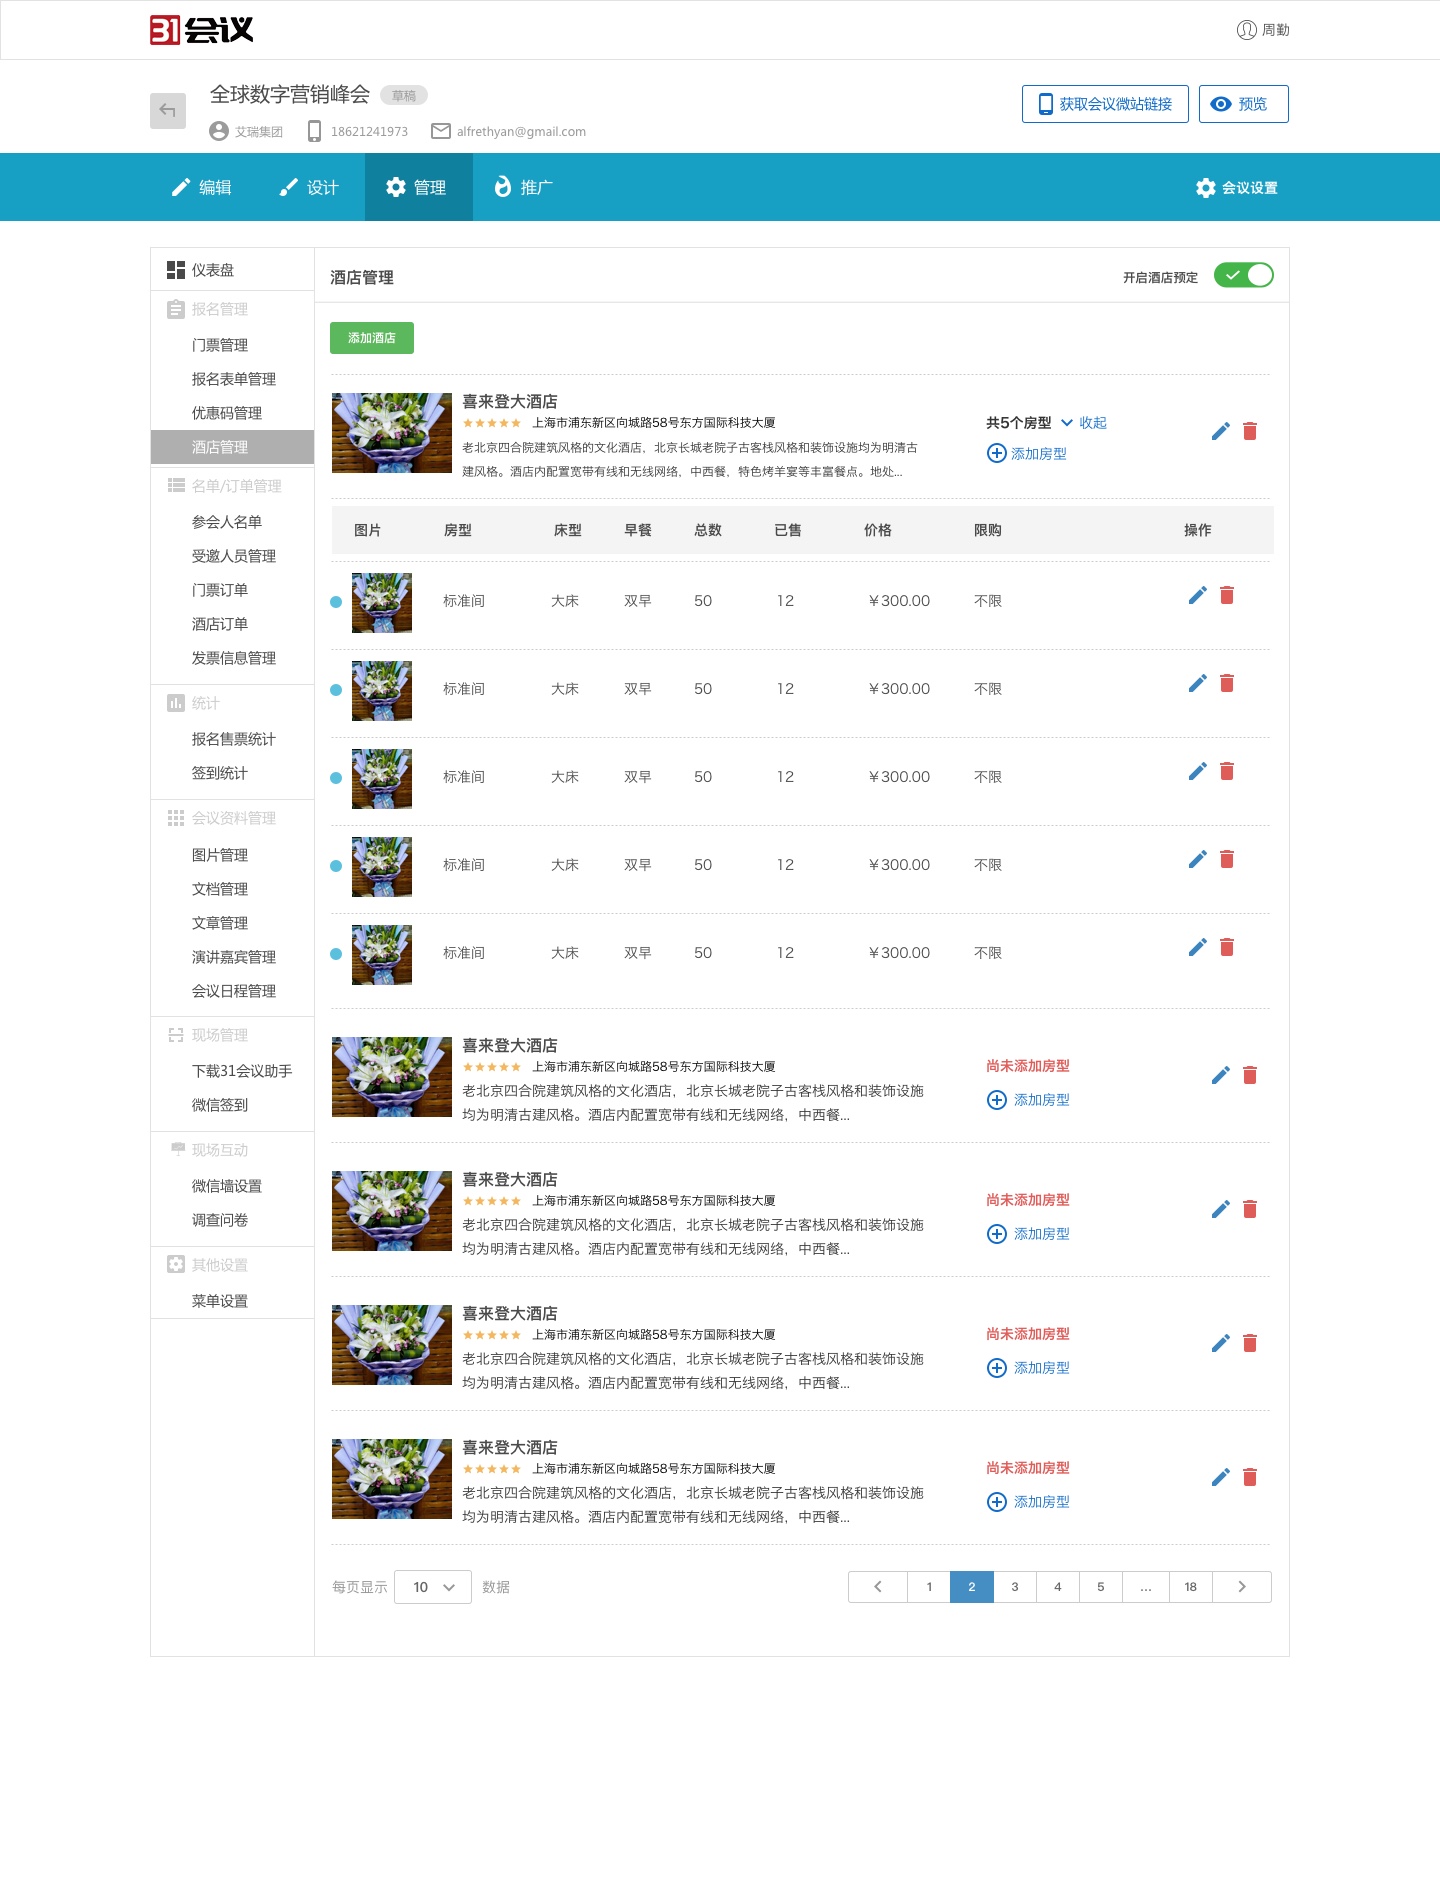 31会议
周勤
全球数字营销峰会 草稿
艾瑞集团 18621241973 alfrethyan@gmail.com
获取会议微站链接 预览
编辑 设计 管理 推广 会议设置
仪表盘
报名管理
门票管理
报名表单管理
优惠码管理
酒店管理
名单/订单管理
参会人名单
受邀人员管理
门票订单
酒店订单
发票信息管理
统计
报名售票统计
签到统计
会议资料管理
图片管理
文档管理
文章管理
演讲嘉宾管理
会议日程管理
现场管理
下载31会议助手
微信签到
现场互动
微信墙设置
调查问卷
其他设置
菜单设置
酒店管理 开启酒店预定
添加酒店
喜来登大酒店
上海市浦东新区向城路58号东方国际科技大厦
老北京四合院建筑风格的文化酒店，北京长城老院子古客栈风格和装饰设施均为明清古
建风格。酒店内配置宽带有线和无线网络，中西餐，特色烤羊宴等丰富餐点。地处...
共5个房型 收起
添加房型
图片 房型 床型 早餐 总数 已售 价格 限购 操作
标准间 大床 双早 50 12 ￥300.00 不限
标准间 大床 双早 50 12 ￥300.00 不限
标准间 大床 双早 50 12 ￥300.00 不限
标准间 大床 双早 50 12 ￥300.00 不限
标准间 大床 双早 50 12 ￥300.00 不限
喜来登大酒店
上海市浦东新区向城路58号东方国际科技大厦
老北京四合院建筑风格的文化酒店，北京长城老院子古客栈风格和装饰设施
均为明清古建风格。酒店内配置宽带有线和无线网络，中西餐...
尚未添加房型
添加房型
喜来登大酒店
上海市浦东新区向城路58号东方国际科技大厦
老北京四合院建筑风格的文化酒店，北京长城老院子古客栈风格和装饰设施
均为明清古建风格。酒店内配置宽带有线和无线网络，中西餐...
尚未添加房型
添加房型
喜来登大酒店
上海市浦东新区向城路58号东方国际科技大厦
老北京四合院建筑风格的文化酒店，北京长城老院子古客栈风格和装饰设施
均为明清古建风格。酒店内配置宽带有线和无线网络，中西餐...
尚未添加房型
添加房型
喜来登大酒店
上海市浦东新区向城路58号东方国际科技大厦
老北京四合院建筑风格的文化酒店，北京长城老院子古客栈风格和装饰设施
均为明清古建风格。酒店内配置宽带有线和无线网络，中西餐...
尚未添加房型
添加房型
每页显示 10 数据 1 2 3 4 5 ... 18